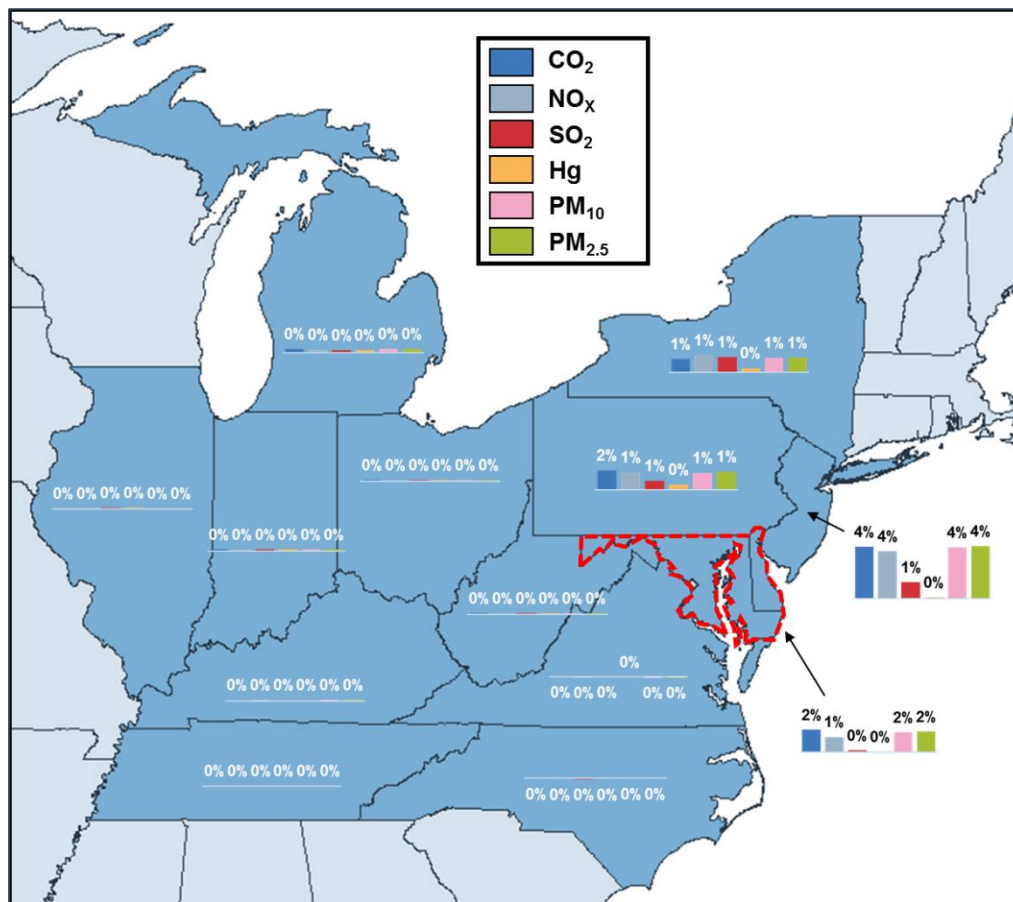 CO₂
NOₓ
SO₂
Hg
PM₁₀
PM₂.₅
0% 0% 0% 0% 0% 0%
1% 1% 1% 0% 1% 1%
2% 1% 1% 0% 1% 1%
0% 0% 0% 0% 0% 0%
0% 0% 0% 0% 0% 0%
0% 0% 0% 0% 0% 0%
4% 4% 1% 0% 4% 4%
0% 0% 0% 0% 0% 0%
0%
0% 0% 0% 0% 0%
0% 0% 0% 0% 0% 0%
2% 1% 0% 0% 2% 2%
0% 0% 0% 0% 0% 0%
0% 0% 0% 0% 0% 0%